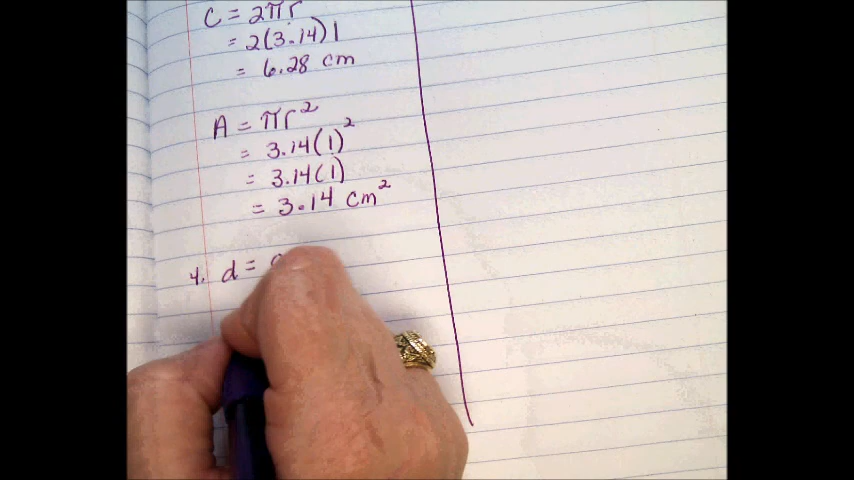 C = 2πr
= 2(3.14)1
= 6.28 cm
A = πr²
= 3.14(1)²
= 3.14(1)
= 3.14 cm²
4. d =